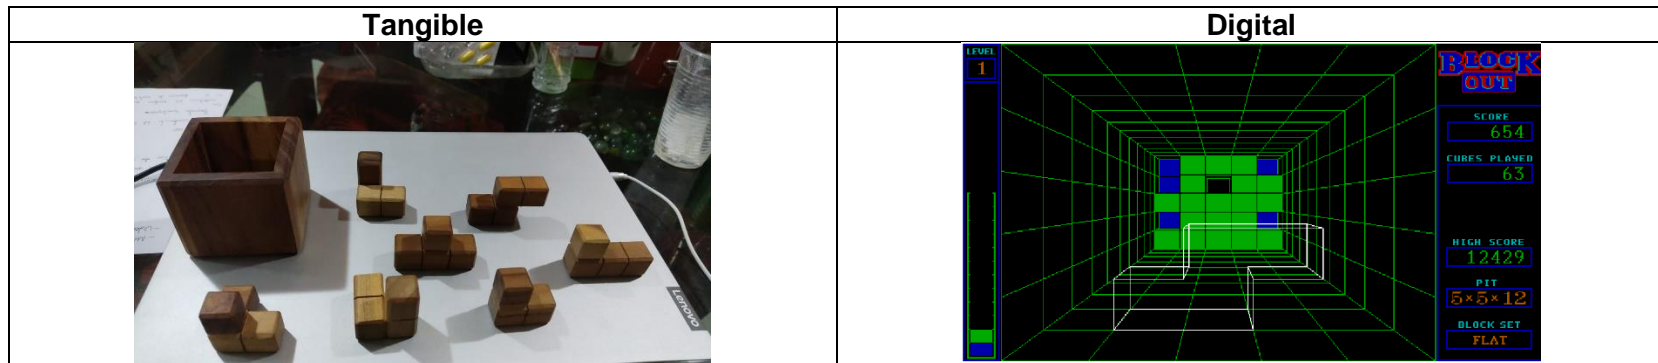 Tangible
Digital
Lenovo
LEVEL
1
BLOCK
OUT
SCORE
654
CUBES PLAYED
63
HIGH SCORE
12429
PIT
5×5×12
BLOCK SET
FLAT